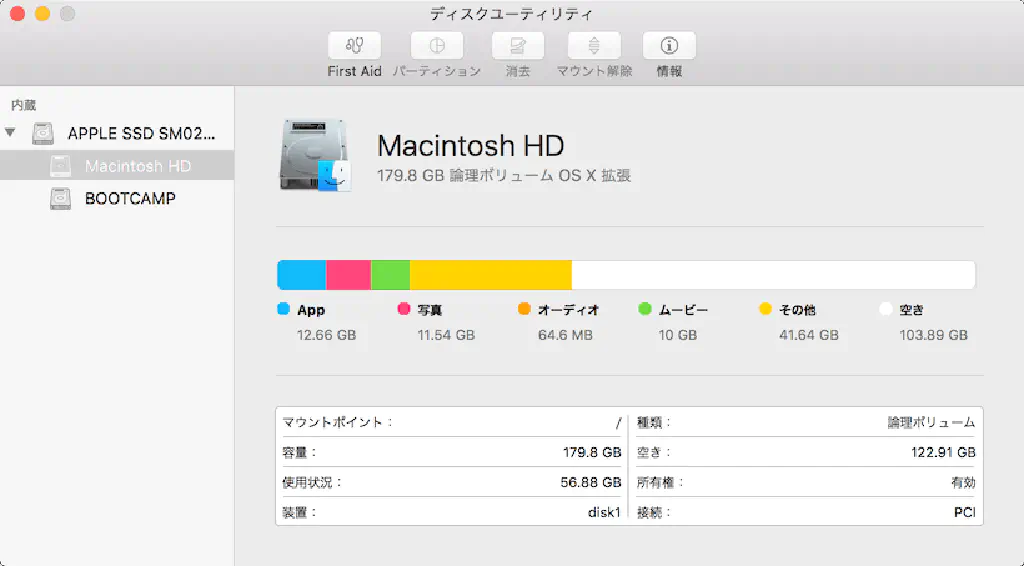 ディスクユーティリティ
First Aid パーティション 消去 マウント解除 情報
内蔵
APPLE SSD SM02...
Macintosh HD
BOOTCAMP
Macintosh HD
179.8 GB 論理ボリューム OS X 拡張
App 写真 オーディオ ムービー その他 空き
12.66 GB 11.54 GB 64.6 MB 10 GB 41.64 GB 103.89 GB
マウントポイント： / 種類： 論理ボリューム
容量： 179.8 GB 空き： 122.91 GB
使用状況： 56.88 GB 所有権： 有効
装置： disk1 接続： PCI